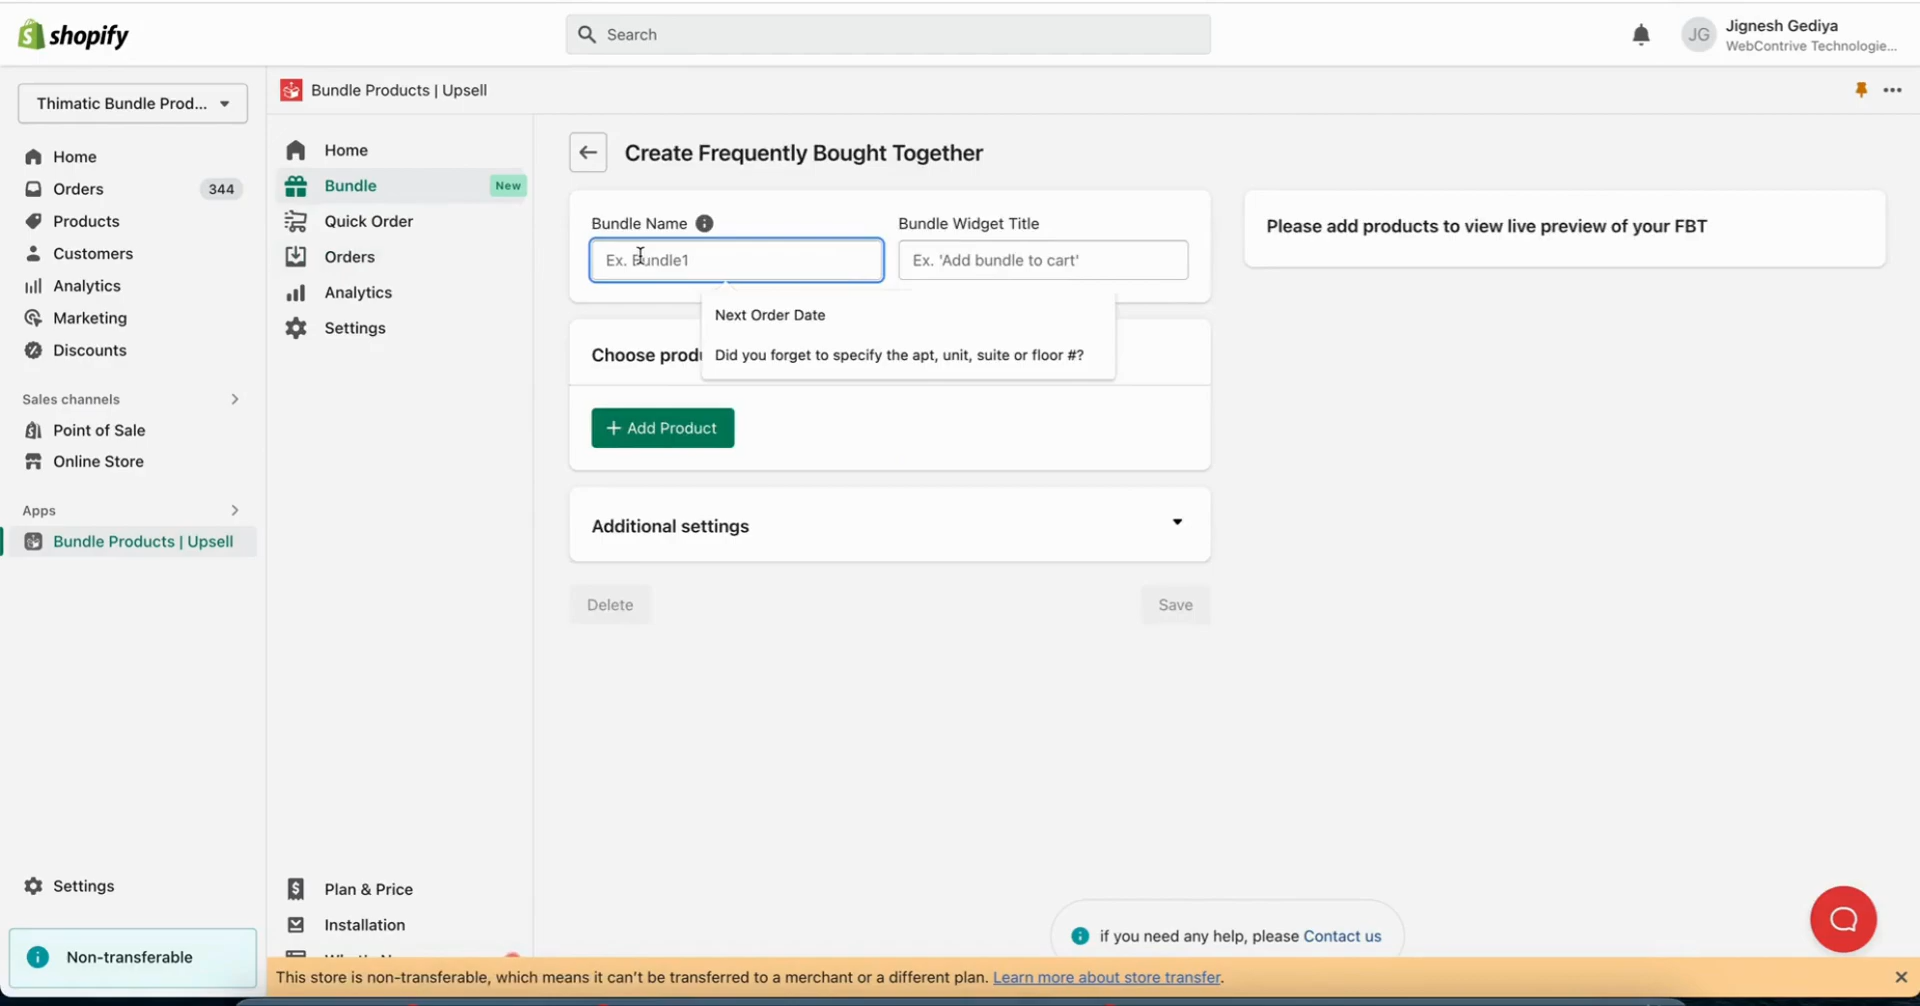 shopify
Search
JG
Jignesh Gediya
WebContrive Technologie...
Thimatic Bundle Prod...
Home
Orders
344
Products
Customers
Analytics
Marketing
Discounts
Sales channels
Point of Sale
Online Store
Apps
Bundle Products | Upsell
Settings
Non-transferable
Bundle Products | Upsell
Home
Bundle
New
Quick Order
Orders
Analytics
Settings
Plan & Price
Installation
Create Frequently Bought Together
Bundle Name
Ex. Bundle1
Bundle Widget Title
Ex. 'Add bundle to cart'
Next Order Date
Did you forget to specify the apt, unit, suite or floor #?
Choose
+ Add Product
Additional settings
Delete
Save
Please add products to view live preview of your FBT
if you need any help, please Contact us
This store is non-transferable, which means it can't be transferred to a merchant or a different plan. Learn more about store transfer.